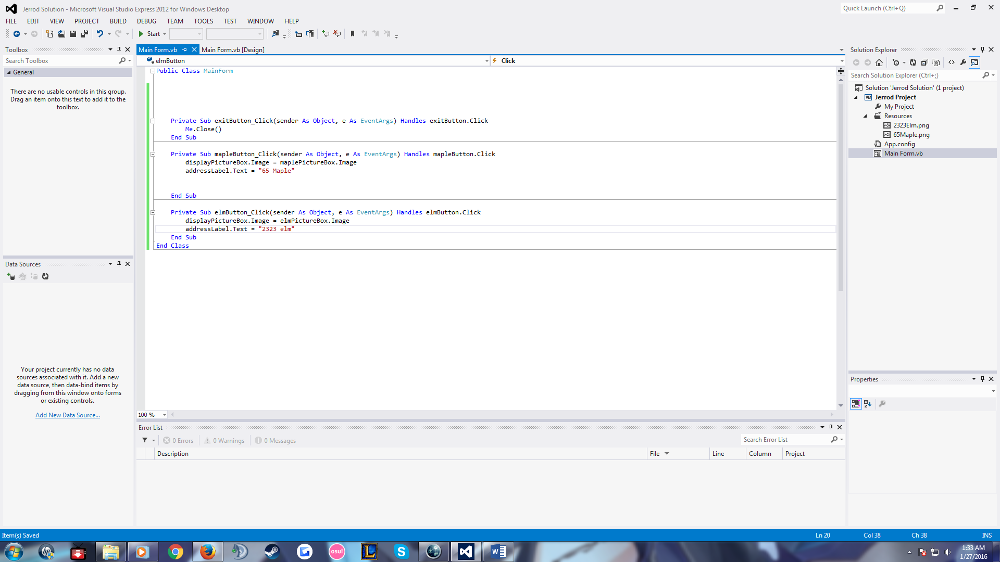 Jerrod Solution - Microsoft Visual Studio Express 2012 for Windows Desktop
Quick Launch (Ctrl+Q)
FILE EDIT VIEW PROJECT BUILD DEBUG TEAM TOOLS TEST WINDOW HELP
Start
Toolbox
Search Toolbox
General
There are no usable controls in this group.
Drag an item onto this text to add it to the
toolbox.
Data Sources
Your project currently has no data
sources associated with it. Add a new
data source, then data-bind items by
dragging from this window onto forms
or existing controls.
Add New Data Source...
Main Form.vb
Main Form.vb [Design]
elmButton
Click
Public Class MainForm
Private Sub exitButton_Click(sender As Object, e As EventArgs) Handles exitButton.Click
Me.Close()
End Sub
Private Sub mapleButton_Click(sender As Object, e As EventArgs) Handles mapleButton.Click
displayPictureBox.Image = maplePictureBox.Image
addressLabel.Text = "65 Maple"
End Sub
Private Sub elmButton_Click(sender As Object, e As EventArgs) Handles elmButton.Click
displayPictureBox.Image = elmPictureBox.Image
addressLabel.Text = "2323 elm"
End Sub
End Class
100 %
Error List
0 Errors
0 Warnings
0 Messages
Search Error List
Description File Line Column Project
Solution Explorer
Search Solution Explorer (Ctrl+;)
Solution 'Jerrod Solution' (1 project)
VB Jerrod Project
My Project
Resources
2323Elm.png
65Maple.png
App.config
Main Form.vb
Properties
Item(s) Saved
Ln 20
Col 38
Ch 38
INS
hp
osu!
L
S
W
1:33 AM
1/27/2016